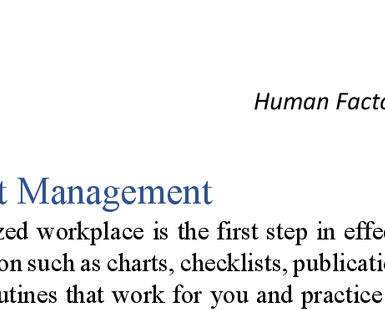 Human Facto
t Management
zed workplace is the first step in effe
on such as charts, checklists, publicati
utines that work for you and practice